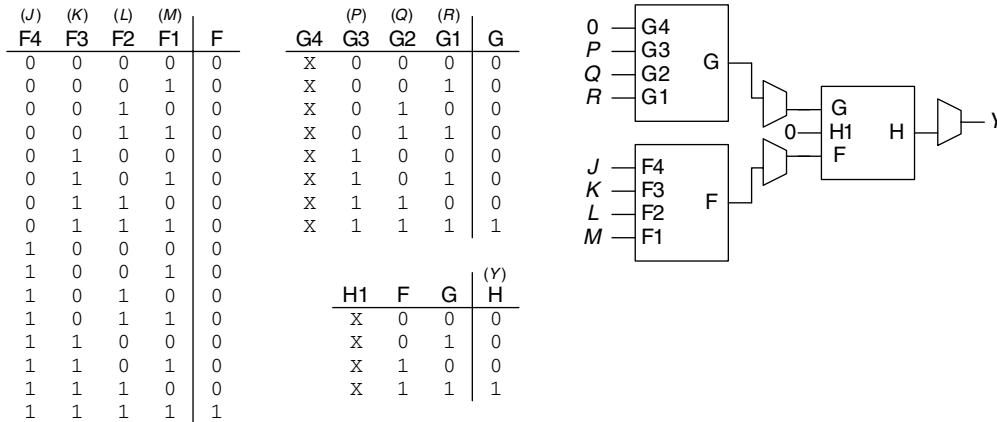 (J) (K) (L) (M)
F4 F3 F2 F1 F
0 0 0 0 0
0 0 0 1 0
0 0 1 0 0
0 0 1 1 0
0 1 0 0 0
0 1 0 1 0
0 1 1 0 0
0 1 1 1 0
1 0 0 0 0
1 0 0 1 0
1 0 1 0 0
1 0 1 1 0
1 1 0 0 0
1 1 0 1 0
1 1 1 0 0
1 1 1 1 1
(P) (Q) (R)
G4 G3 G2 G1 G
X 0 0 0 0
X 0 0 1 0
X 0 1 0 0
X 0 1 1 0
X 1 0 0 0
X 1 0 1 0
X 1 1 0 0
X 1 1 1 1
(Y)
H1 F G H
X 0 0 0
X 0 1 0
X 1 0 0
X 1 1 1
0 G4
P G3
Q G2
R G1
G
J F4
K F3
L F2
M F1
F
G
0 H1
F
H
Y